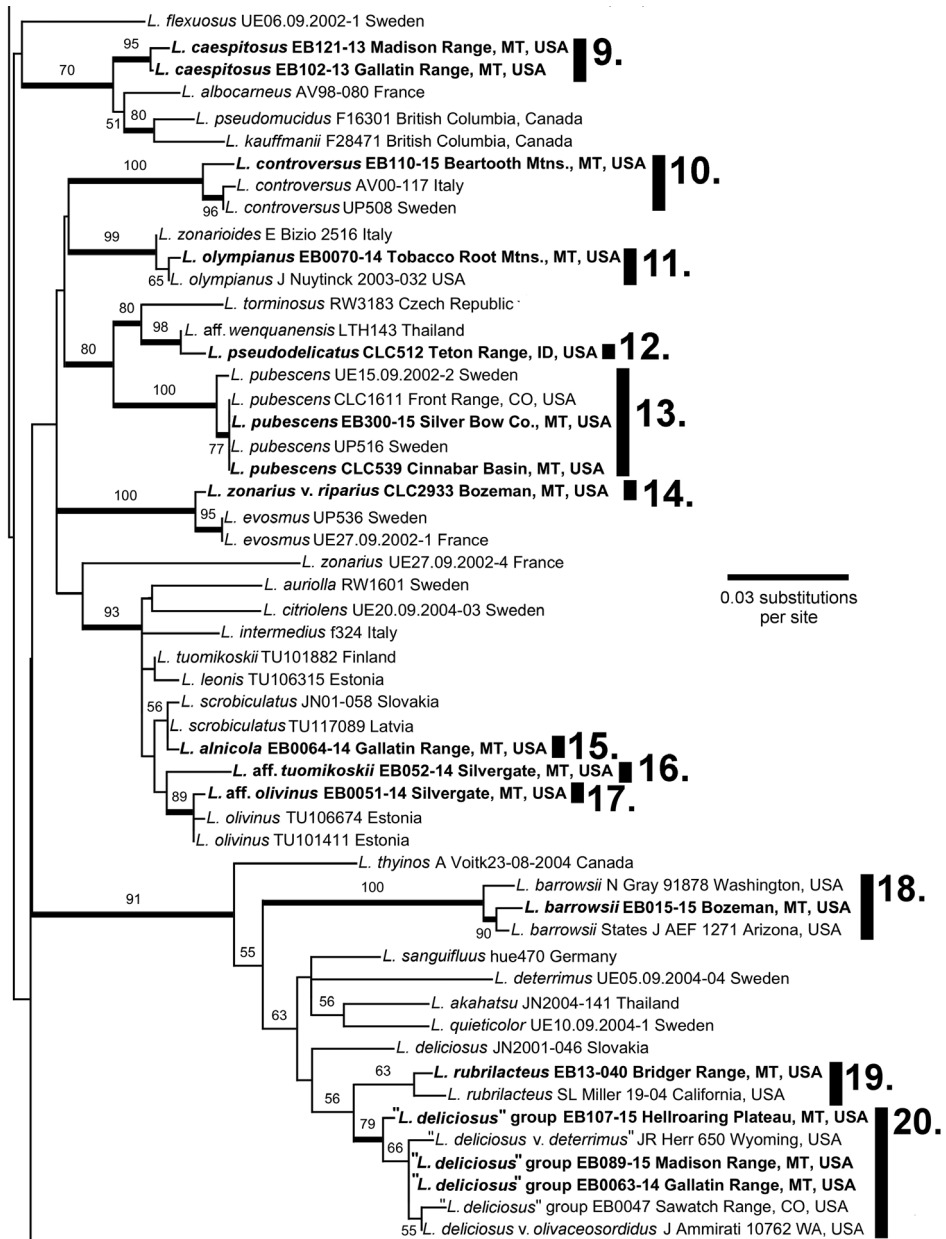 L. flexuosus UE06.09.2002-1 Sweden
95
L. caespitosus EB121-13 Madison Range, MT, USA
9.
70
L. caespitosus EB102-13 Gallatin Range, MT, USA
L. albocarneus AV98-080 France
51
80
L. pseudomucidus F16301 British Columbia, Canada
L. kauffmanii F28471 British Columbia, Canada
100
L. controversus EB110-15 Beartooth Mtns., MT, USA
10.
L. controversus AV00-117 Italy
96
L. controversus UP508 Sweden
99
L. zonarioides E Bizio 2516 Italy
L. olympianus EB0070-14 Tobacco Root Mtns., MT, USA
11.
65
L. olympianus J Nuytinck 2003-032 USA
80
L. torminosus RW3183 Czech Republic
98
L. aff. wenquanensis LTH143 Thailand
80
L. pseudodelicatus CLC512 Teton Range, ID, USA
12.
100
L. pubescens UE15.09.2002-2 Sweden
L. pubescens CLC1611 Front Range, CO, USA
L. pubescens EB300-15 Silver Bow Co., MT, USA
13.
77
L. pubescens UP516 Sweden
L. pubescens CLC539 Cinnabar Basin, MT, USA
100
L. zonarius v. riparius CLC2933 Bozeman, MT, USA
14.
95
L. evosmus UP536 Sweden
L. evosmus UE27.09.2002-1 France
L. zonarius UE27.09.2002-4 France
L. auriolla RW1601 Sweden
0.03 substitutions
per site
93
L. citriolens UE20.09.2004-03 Sweden
L. intermedius f324 Italy
L. tuomikoskii TU101882 Finland
L. leonis TU106315 Estonia
56
L. scrobiculatus JN01-058 Slovakia
L. scrobiculatus TU117089 Latvia
L. alnicola EB0064-14 Gallatin Range, MT, USA
15.
L. aff. tuomikoskii EB052-14 Silvergate, MT, USA
16.
89
L. aff. olivinus EB0051-14 Silvergate, MT, USA
17.
L. olivinus TU106674 Estonia
L. olivinus TU101411 Estonia
L. thyinos A Voitk23-08-2004 Canada
91
100
L. barrowsii N Gray 91878 Washington, USA
18.
L. barrowsii EB015-15 Bozeman, MT, USA
90
L. barrowsii States J AEF 1271 Arizona, USA
55
L. sanguifluus hue470 Germany
L. deterrimus UE05.09.2004-04 Sweden
56
L. akahatsu JN2004-141 Thailand
63
L. quieticolor UE10.09.2004-1 Sweden
L. deliciosus JN2001-046 Slovakia
63
L. rubrilacteus EB13-040 Bridger Range, MT, USA
19.
56
L. rubrilacteus SL Miller 19-04 California, USA
79
"L. deliciosus" group EB107-15 Hellroaring Plateau, MT, USA
20.
66
"L. deliciosus v. deterrimus" JR Herr 650 Wyoming, USA
"L. deliciosus" group EB089-15 Madison Range, MT, USA
"L. deliciosus" group EB0063-14 Gallatin Range, MT, USA
"L. deliciosus" group EB0047 Sawatch Range, CO, USA
55
L. deliciosus v. olivaceosordidus J Ammirati 10762 WA, USA